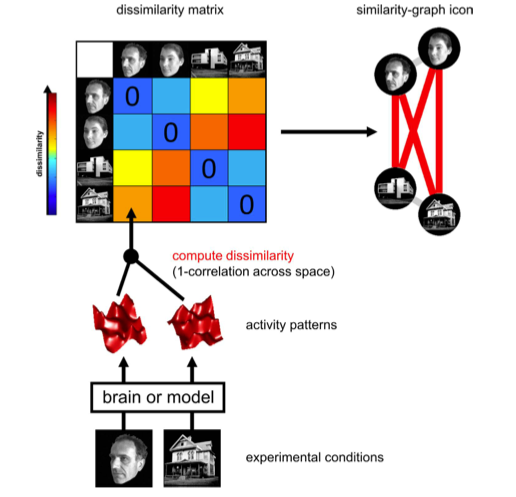 dissimilarity matrix
similarity-graph icon
dissimilarity
0
0
0
0
compute dissimilarity
(1-correlation across space)
activity patterns
brain or model
experimental conditions